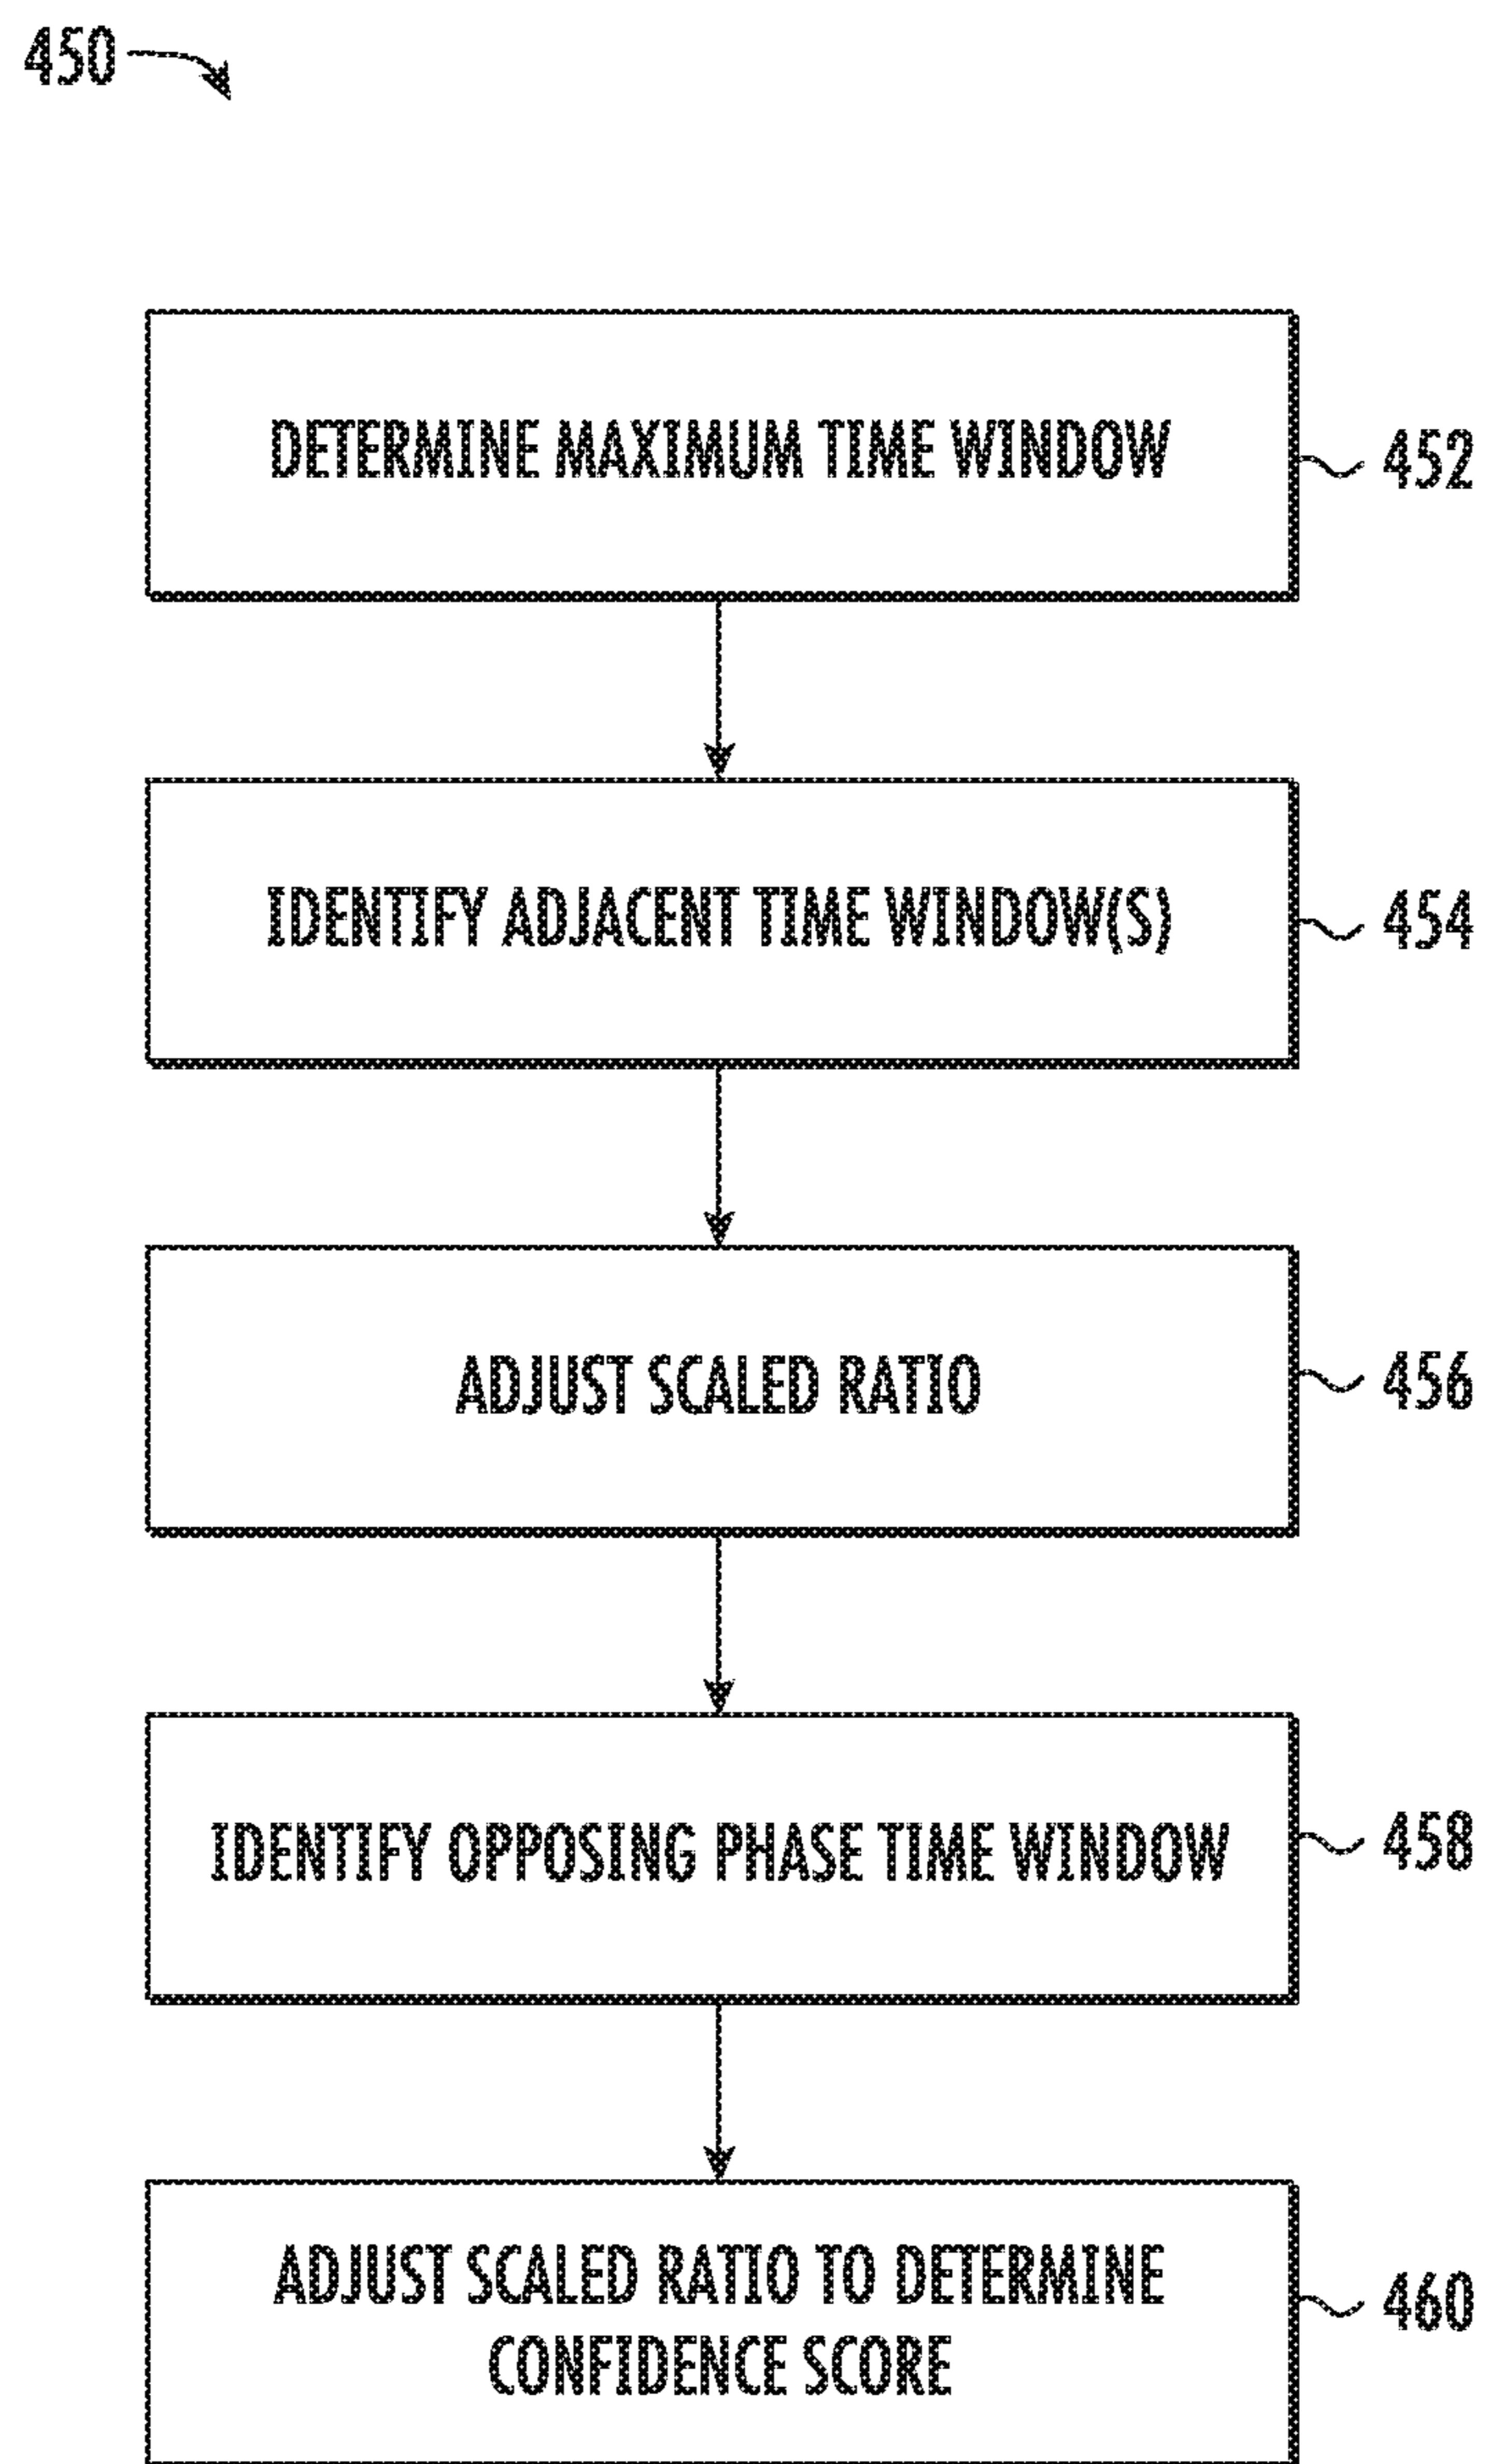 450
DETERMINE MAXIMUM TIME WINDOW
452
IDENTIFY ADJACENT TIME WINDOW(S)
454
ADJUST SCALED RATIO
456
IDENTIFY OPPOSING PHASE TIME WINDOW
458
ADJUST SCALED RATIO TO DETERMINE
CONFIDENCE SCORE
460